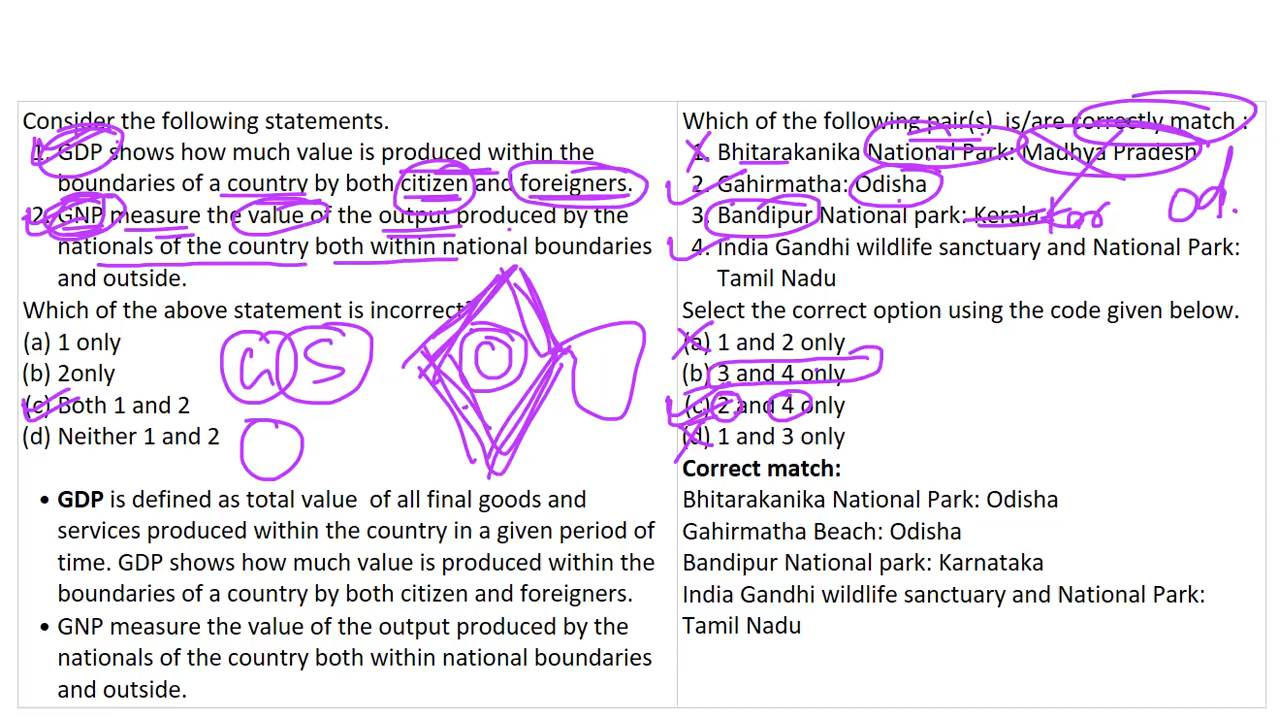 Consider the following statements.
1. GDP shows how much value is produced within the
boundaries of a country by both citizen and foreigners.
2. GNP measure the value of the output produced by the
nationals of the country both within national boundaries
and outside.
Which of the above statement is incorrect?
(a) 1 only
(b) 2only
(c) Both 1 and 2
(d) Neither 1 and 2
G S
• GDP is defined as total value of all final goods and
services produced within the country in a given period of
time. GDP shows how much value is produced within the
boundaries of a country by both citizen and foreigners.
• GNP measure the value of the output produced by the
nationals of the country both within national boundaries
and outside.
Which of the following pair(s) is/are correctly match :
1. Bhitarakanika National Park: Madhya Pradesh
2. Gahirmatha: Odisha
od.
3. Bandipur National park: Kerala Kar
4. India Gandhi wildlife sanctuary and National Park:
Tamil Nadu
Select the correct option using the code given below.
(a) 1 and 2 only
(b) 3 and 4 only
(c) 2 and 4 only
(d) 1 and 3 only
Correct match:
Bhitarakanika National Park: Odisha
Gahirmatha Beach: Odisha
Bandipur National park: Karnataka
India Gandhi wildlife sanctuary and National Park:
Tamil Nadu